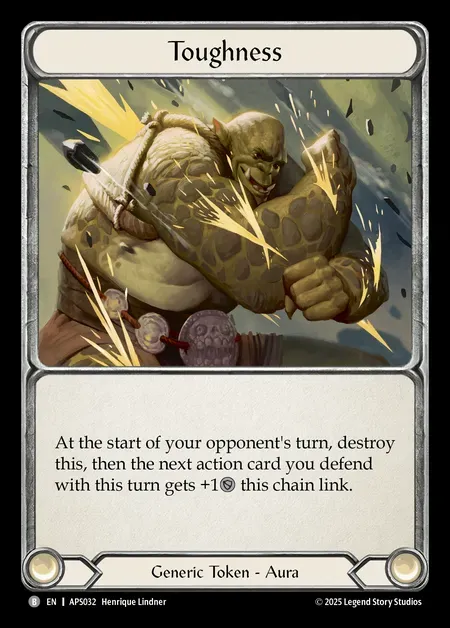 Toughness
At the start of your opponent's turn, destroy
this, then the next action card you defend
with this turn gets +1 this chain link.
Generic Token - Aura
B EN | APS032 Henrique Lindner © 2025 Legend Story Studios